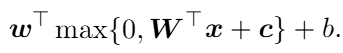 w⊤ max{0, W⊤x + c} + b.